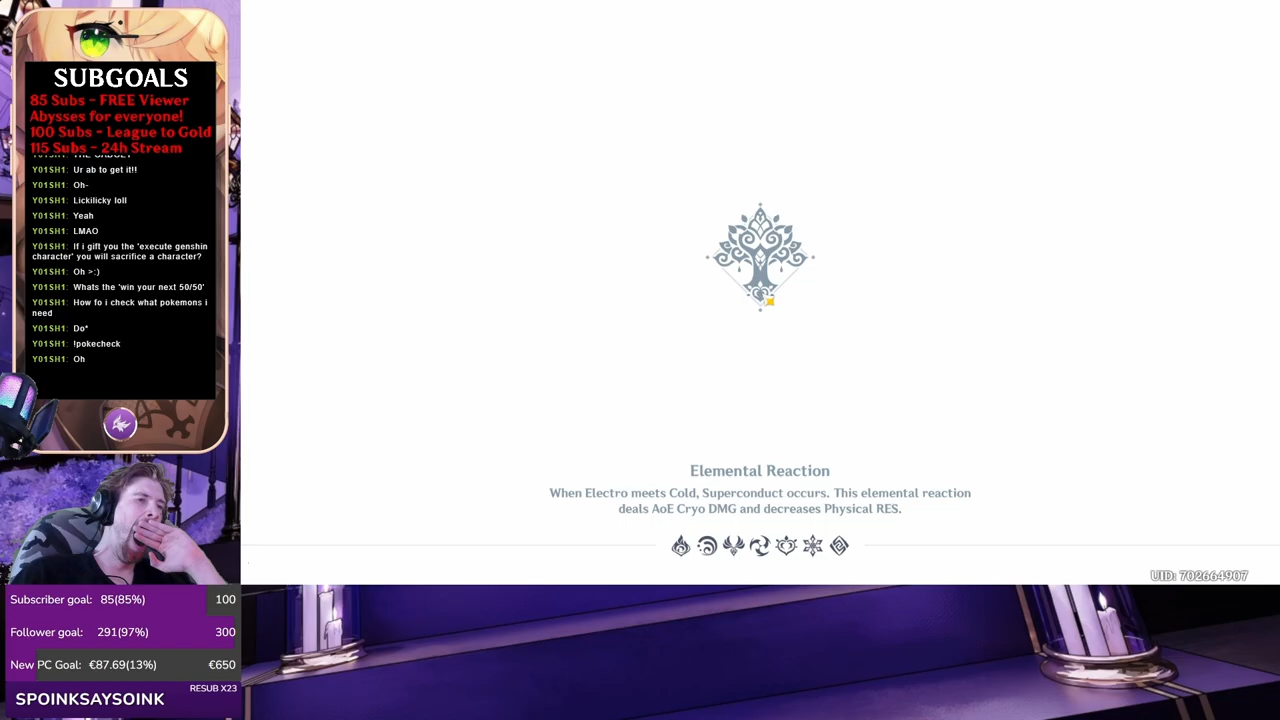 SUBGOALS
85 Subs - FREE Viewer
Abysses for everyone!
100 Subs - League to Gold
115 Subs - 24h Stream
Y01SH1: THE GADGET
Y01SH1: Ur ab to get it!!
Y01SH1: Oh-
Y01SH1: Lickilicky loll
Y01SH1: Yeah
Y01SH1: LMAO
Y01SH1: If i gift you the 'execute genshin
character' you will sacrifice a character?
Y01SH1: Oh >:)
Y01SH1: Whats the 'win your next 50/50'
Y01SH1: How fo i check what pokemons i
need
Y01SH1: Do*
Y01SH1: !pokecheck
Y01SH1: Oh
Subscriber goal: 85(85%) 100
Follower goal: 291(97%) 300
New PC Goal: €87.69(13%) €650
RESUB X23
SPOINKSAYSOINK
Elemental Reaction
When Electro meets Cold, Superconduct occurs. This elemental reaction
deals AoE Cryo DMG and decreases Physical RES.
UID: 702664907